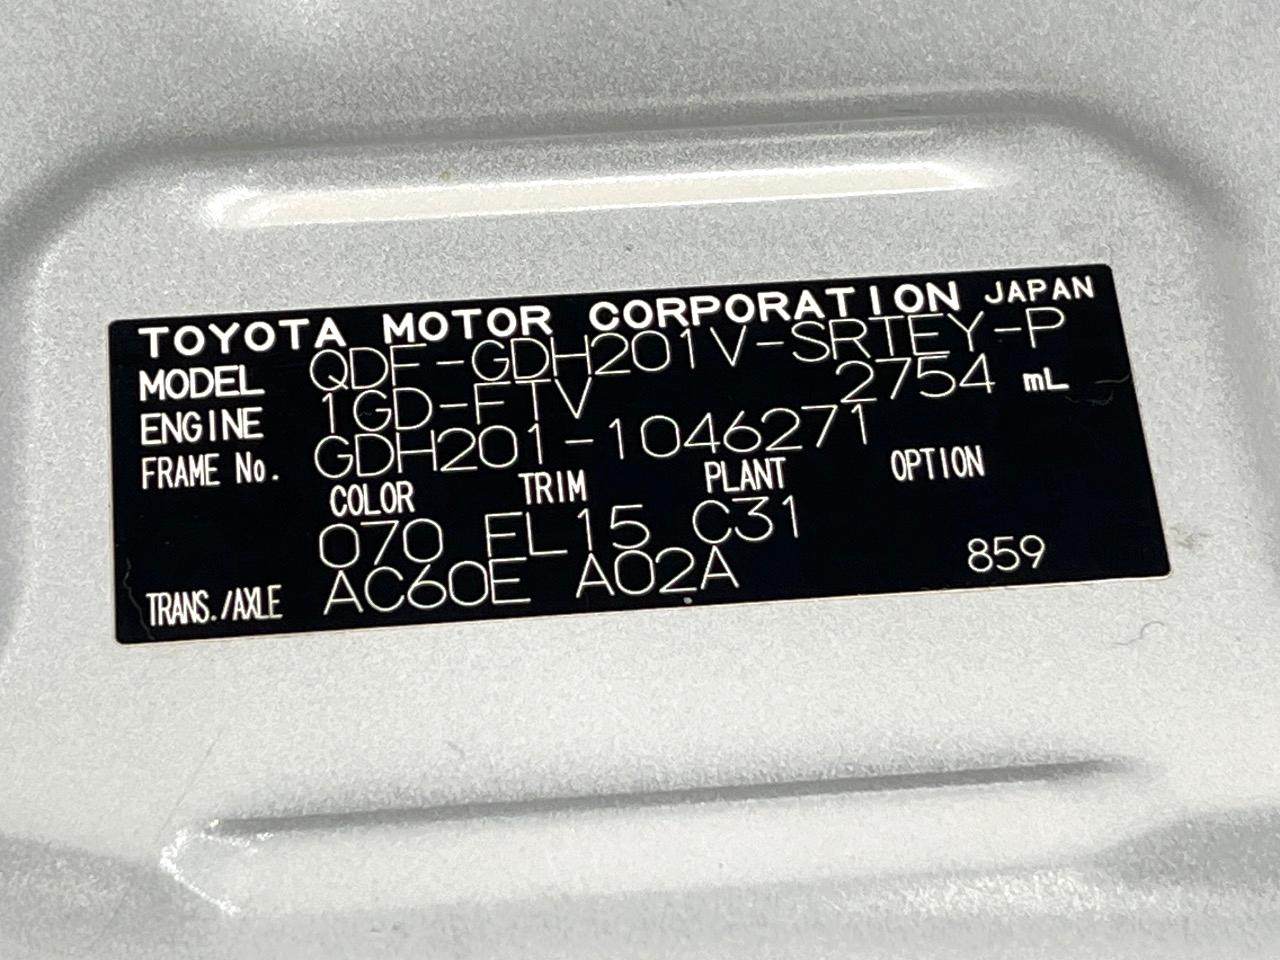 TOYOTA MOTOR CORPORATION JAPAN
MODEL QDF-GDH201V-SRTEY-P
ENGINE 1GD-FTV 2754 mL
FRAME No. GDH201-1046271
COLOR TRIM PLANT OPTION
070 FL15 C31
TRANS./AXLE AC60E A02A 859